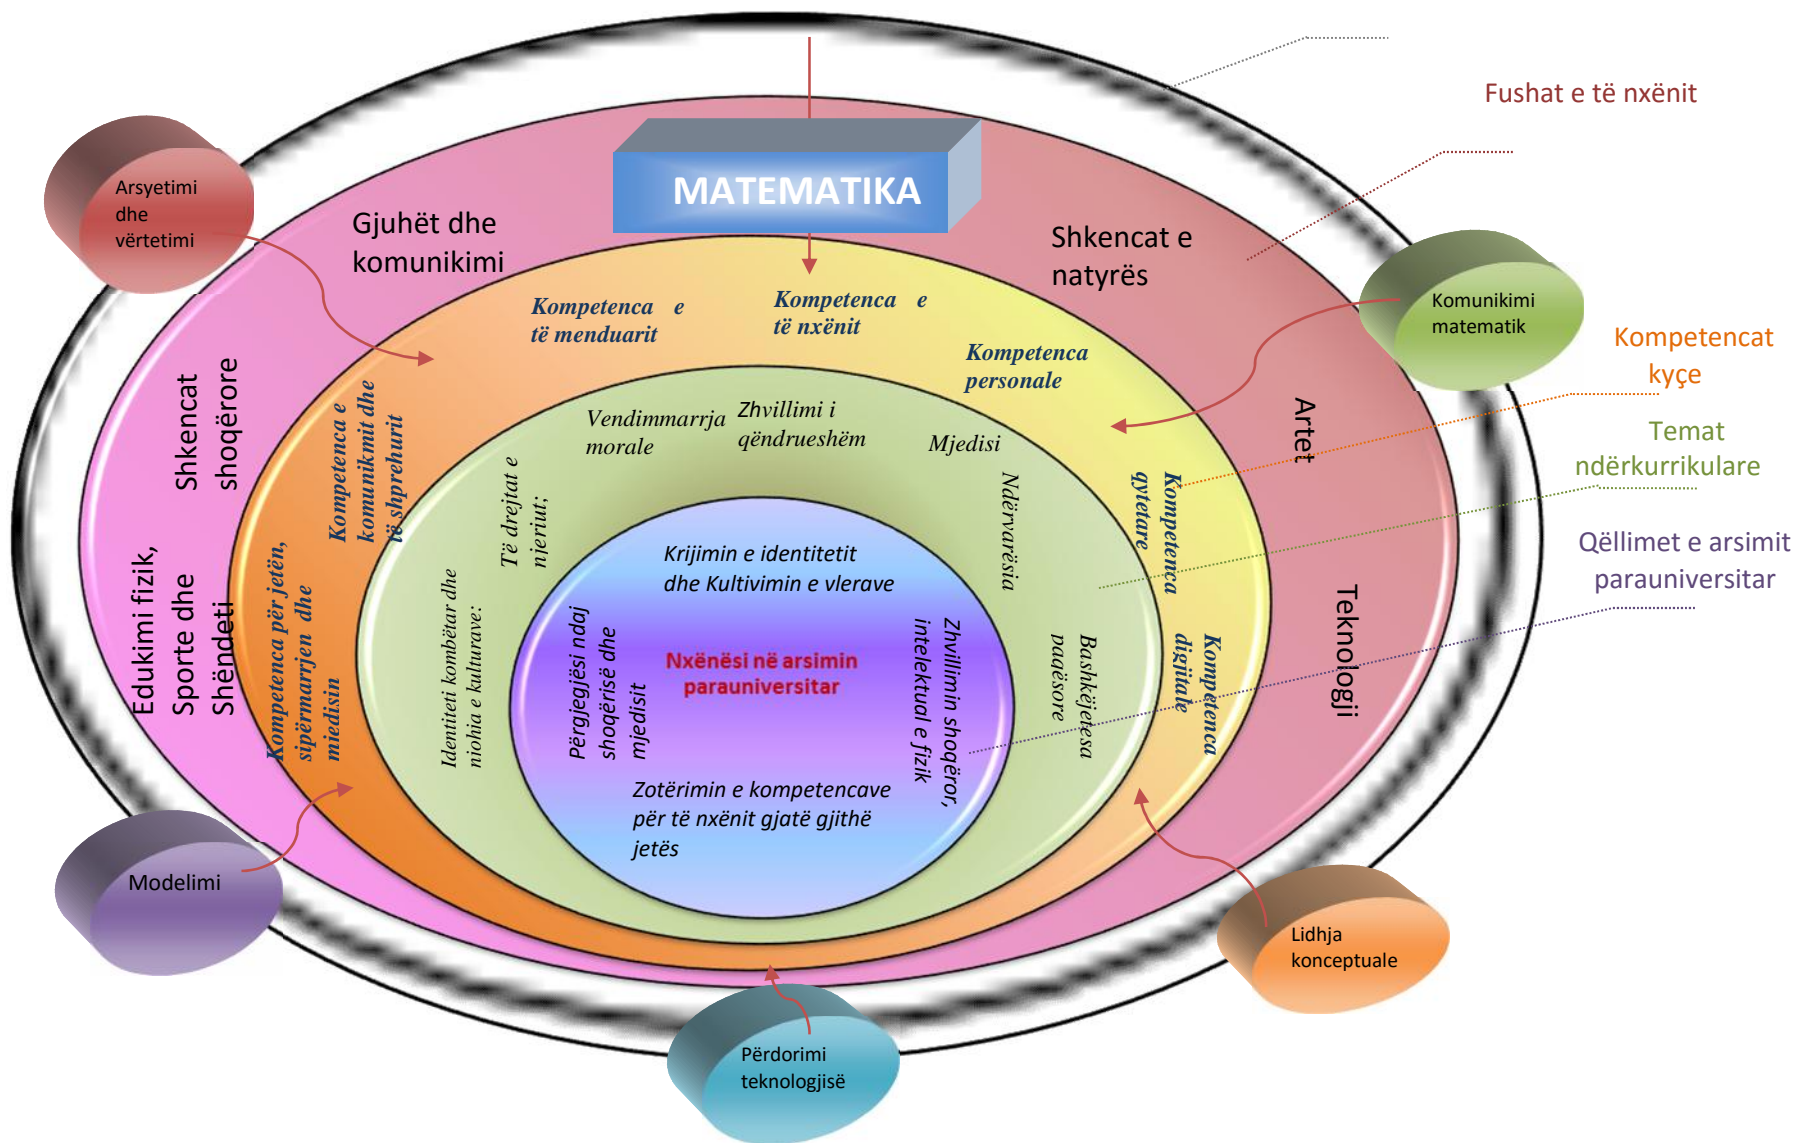 Fushat e të nxënit
MATEMATIKA
Arsyetimi
dhe
vërtetimi
Gjuhët dhe
komunikimi
Shkencat e
natyrës
Komunikimi
matematik
Kompetencat
kyçe
Temat
ndërkurrikulare
Qëllimet e arsimit
parauniversitar
Kompetenca e
të menduarit
Kompetenca e
të nxënit
Kompetenca
personale
Shkencat
shoqërore
Artet
Kompetenca e
komunikmit dhe
të shprehurit
Vendimmarrja
morale
Zhvillimi i
qëndrueshëm
Mjedisi
Kompetenca
qytetare
Të drejtat e
njeriut;
Ndërvarësia
Edukimi fizik,
Sporte dhe
Shëndeti
Kompetenca për jetën,
sipërmarrjen dhe
miedisin
Identiteti kombëtar dhe
niohia e kulturave:
Krijimin e identitetit
dhe Kultivimin e vlerave
Përgjegjësi ndaj
shoqërisë dhe
mjedisit
Nxënësi në arsimin
parauniversitar
Zhvillimin shoqëror,
intelektual e fizik
Bashkëjetesa
paqësore
Kompetenca
digjitale
Teknologji
Zotërimin e kompetencave
për të nxënit gjatë gjithë
jetës
Modelimi
Lidhja
konceptuale
Përdorimi
teknologjisë